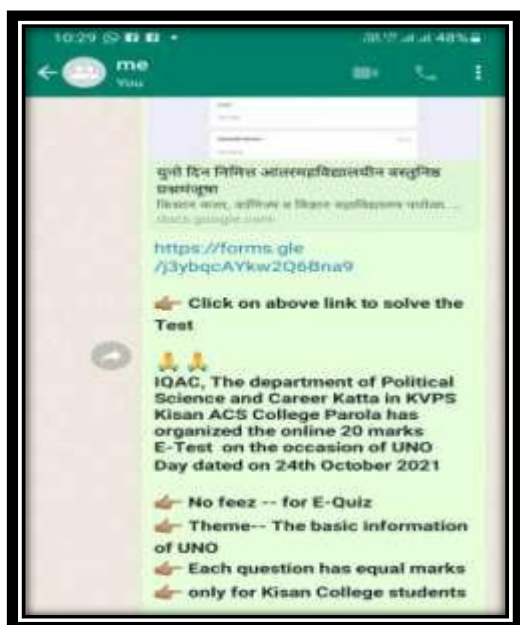 10:29
48%
me
You
युनो दिन निमित्त आंतरमहाविद्यालयीन वस्तुनिष्ठ
प्रश्नमंजूषा
किसान कला, वाणिज्य व विज्ञान महाविद्यालय पारोळा....
docs.google.com
https://forms.gle
/j3ybqcAYkw2Q6Bna9
👉 Click on above link to solve the
Test
🙏 🙏
IQAC, The department of Political
Science and Career Katta in KVPS
Kisan ACS College Parola has
organized the online 20 marks
E-Test on the occasion of UNO
Day dated on 24th October 2021
👉 No feez -- for E-Quiz
👉 Theme-- The basic information
of UNO
👉 Each question has equal marks
👉 only for Kisan College students